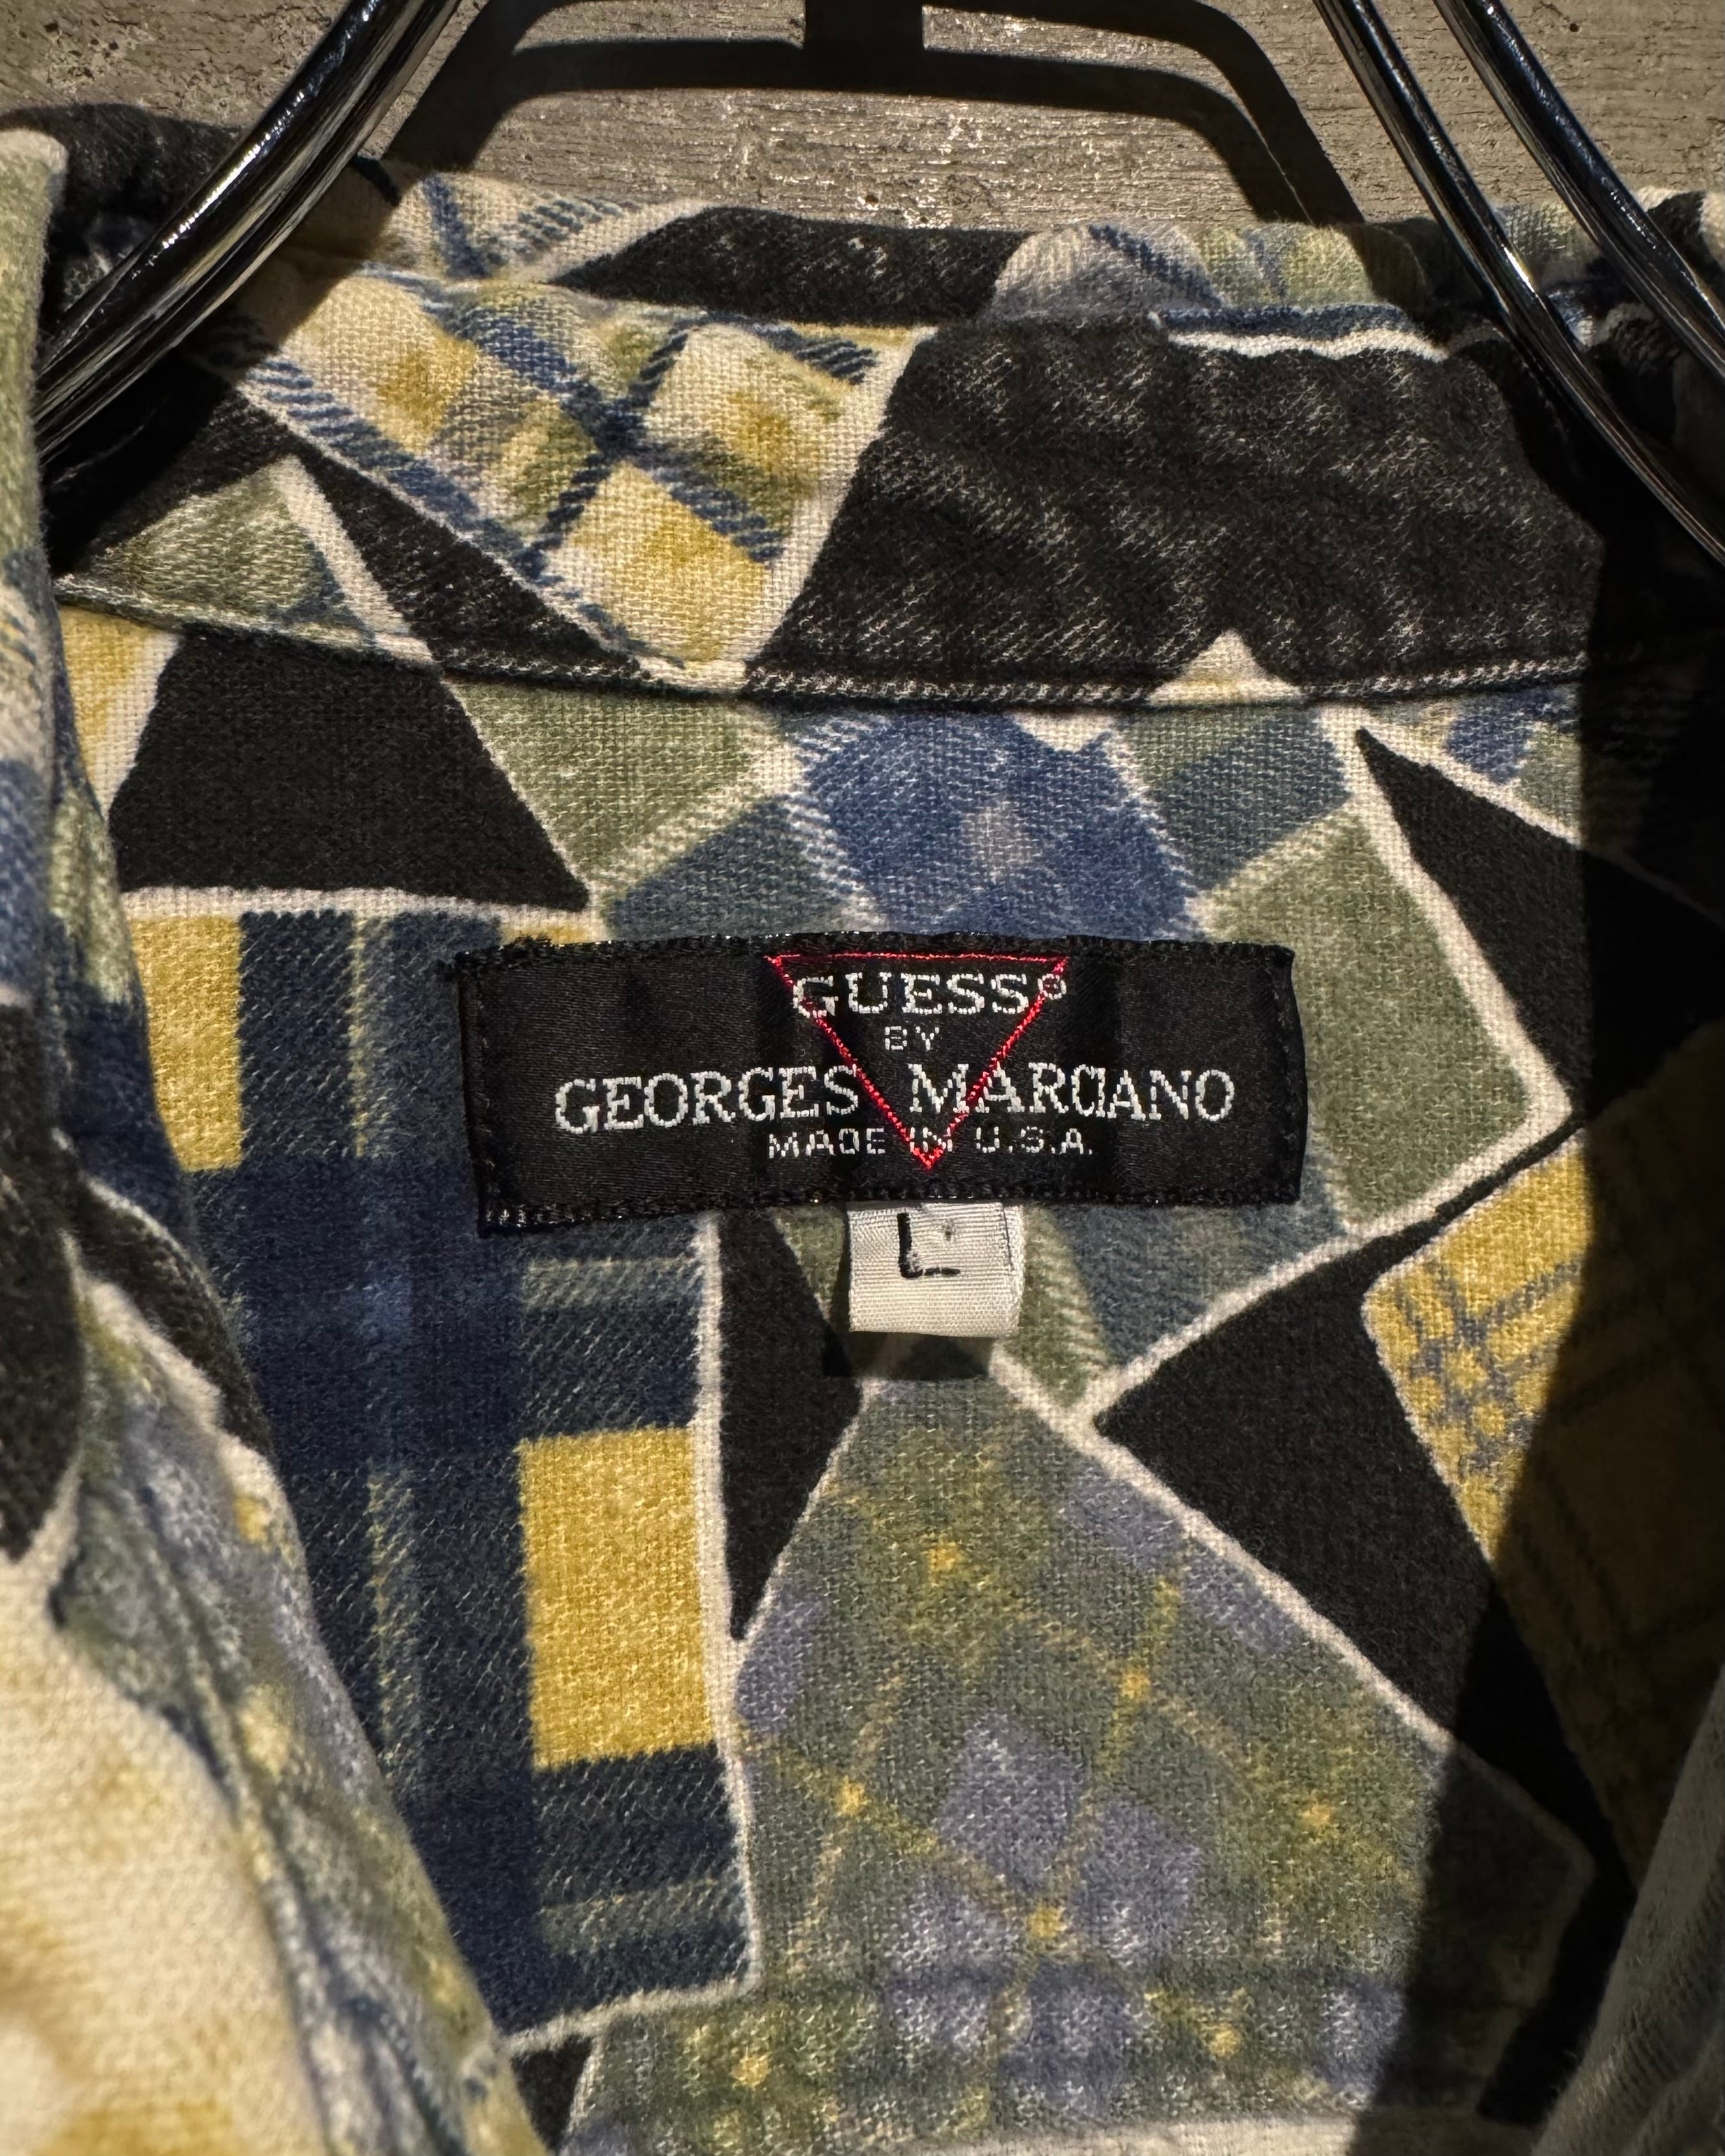 GUESS®
BY
GEORGES MARCIANO
MADE IN U.S.A.
L